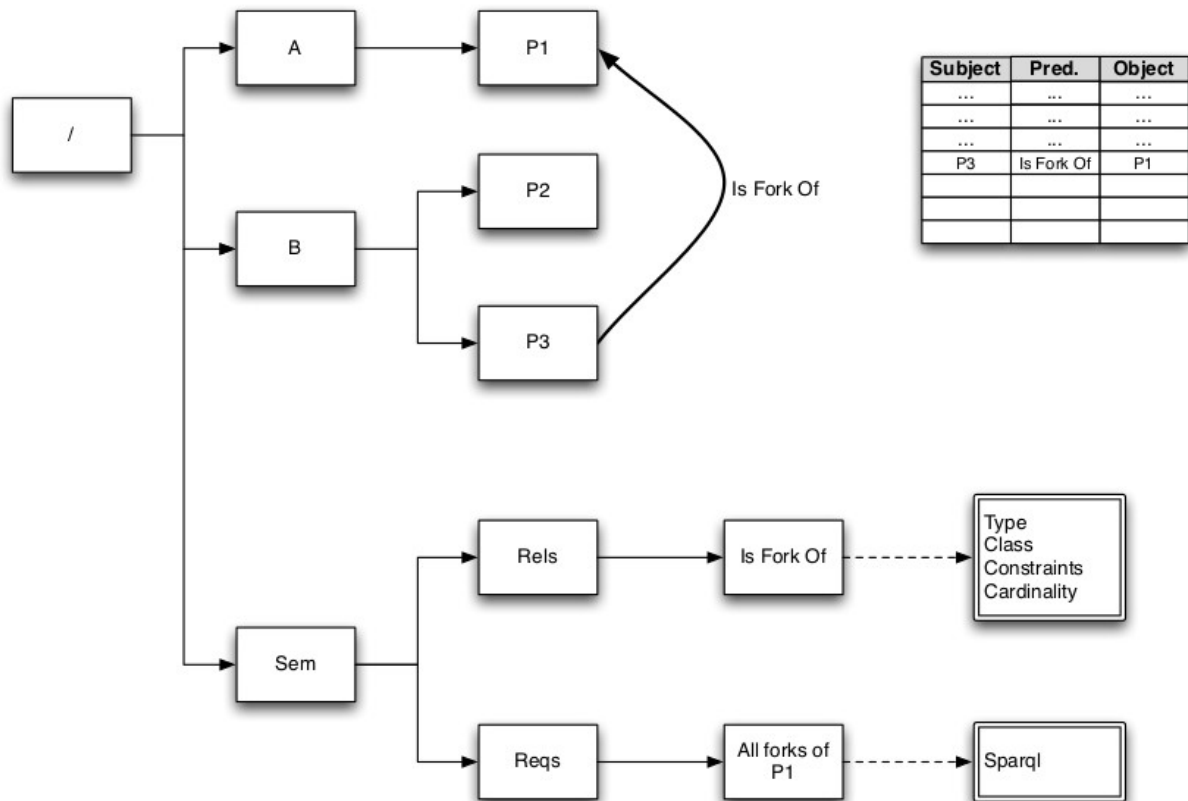 /
A
P1
B
P2
P3
Is Fork Of
Subject Pred. Object
... ... ...
... ... ...
... ... ...
P3 Is Fork Of P1
Sem
Rels
Is Fork Of
Type
Class
Constraints
Cardinality
Reqs
All forks of
P1
Sparql